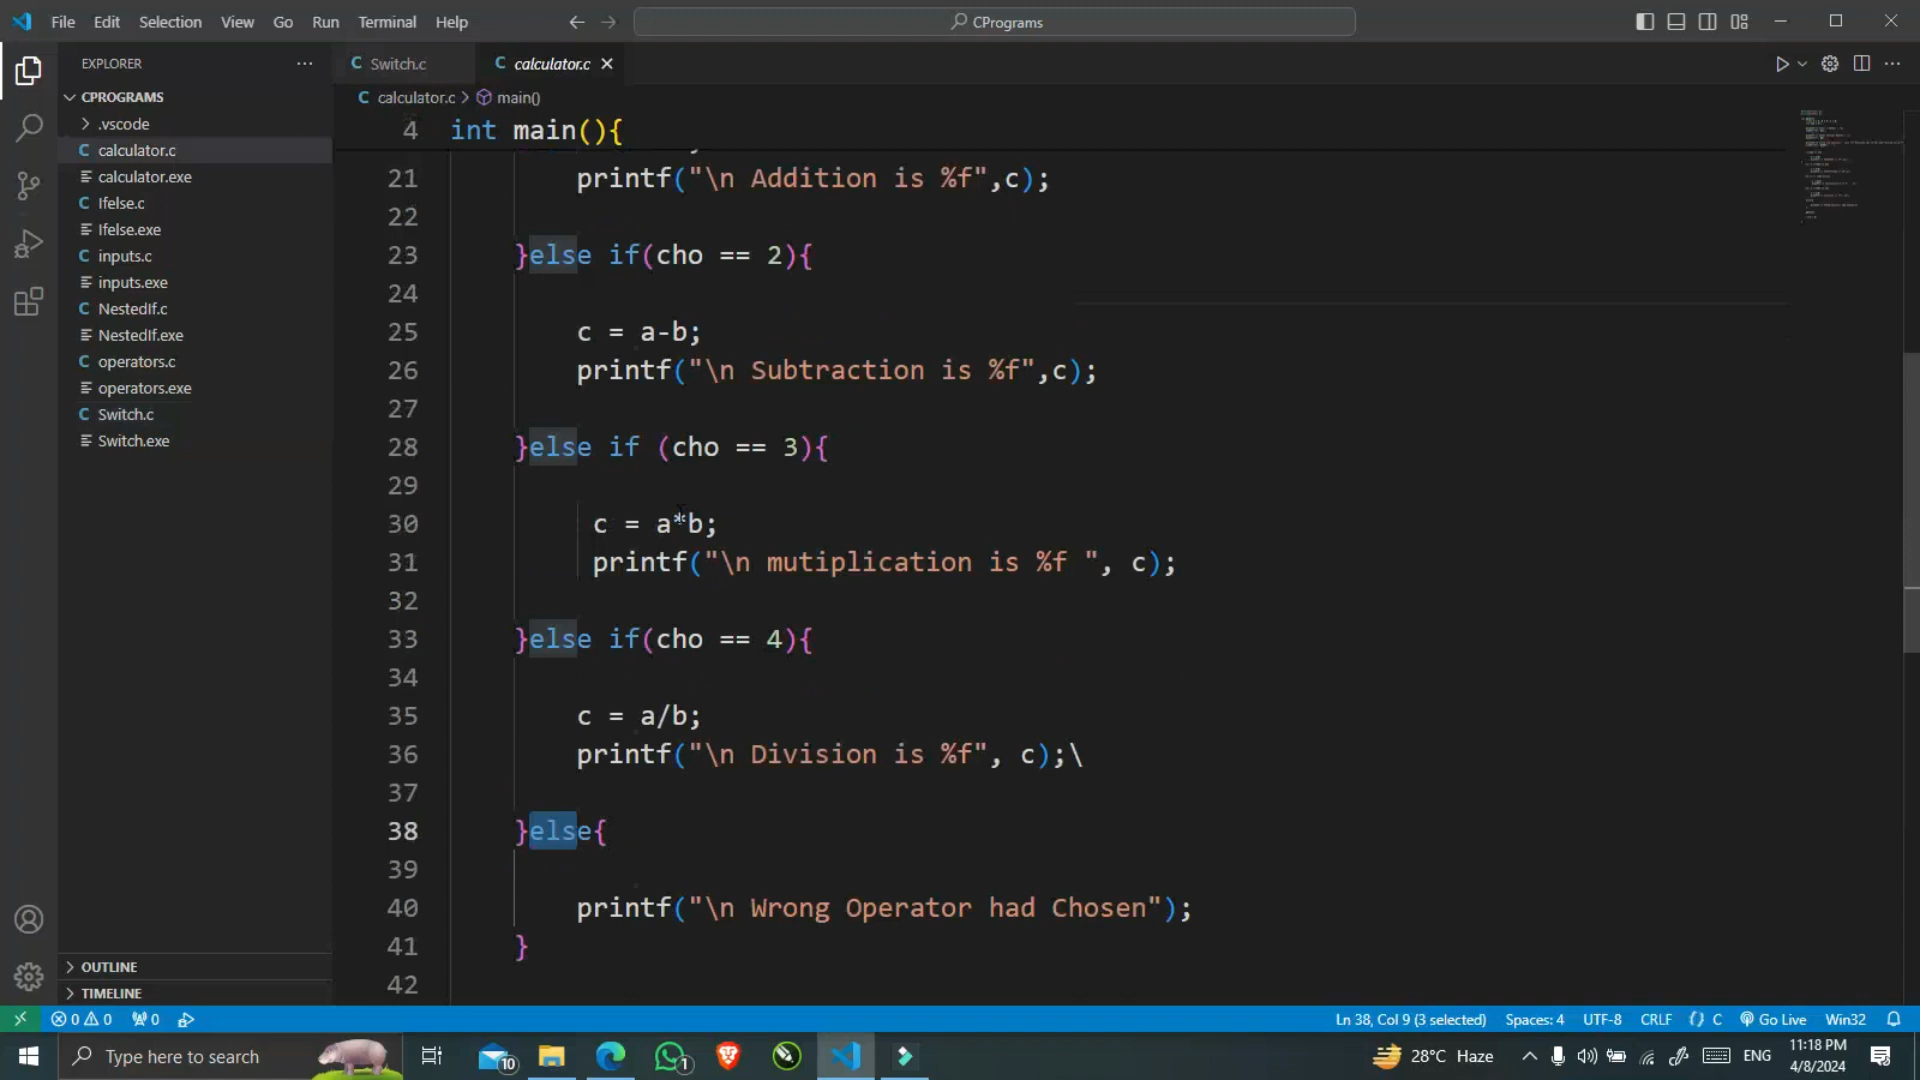 File Edit Selection View Go Run Terminal Help
CPrograms
EXPLORER
CPROGRAMS
.vscode
calculator.c
calculator.exe
Ifelse.c
Ifelse.exe
inputs.c
inputs.exe
NestedIf.c
NestedIf.exe
operators.c
operators.exe
Switch.c
Switch.exe
OUTLINE
TIMELINE
Switch.c calculator.c
calculator.c > main()
4 int main(){
21 printf("\n Addition is %f",c);
22
23 }else if(cho == 2){
24
25 c = a-b;
26 printf("\n Subtraction is %f",c);
27
28 }else if (cho == 3){
29
30 c = a*b;
31 printf("\n mutiplication is %f ", c);
32
33 }else if(cho == 4){
34
35 c = a/b;
36 printf("\n Division is %f", c);\
37
38 }else{
39
40 printf("\n Wrong Operator had Chosen");
41 }
42
0 0 0 Ln 38, Col 9 (3 selected) Spaces: 4 UTF-8 CRLF {} C Go Live Win32
Type here to search 10 1 28°C Haze ENG 11:18 PM
4/8/2024